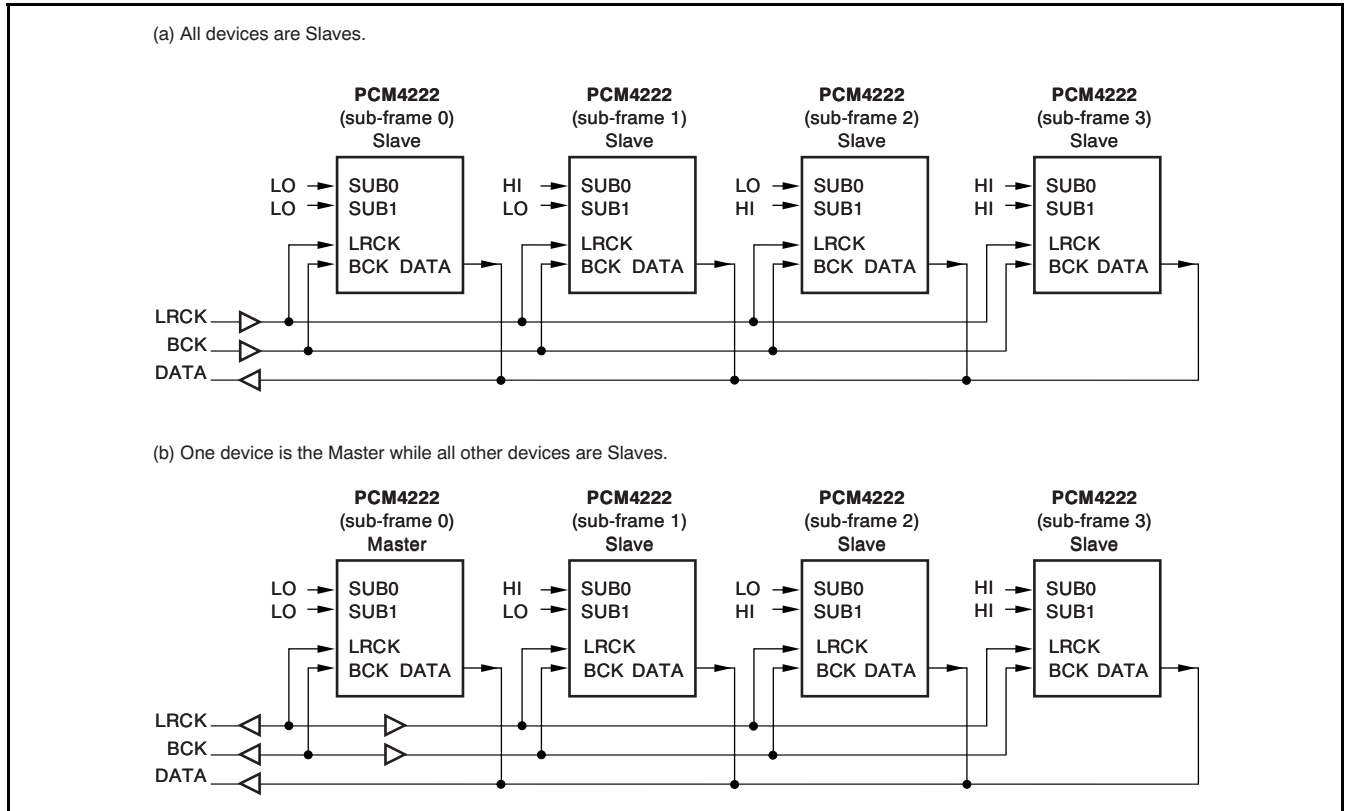 (a) All devices are Slaves.
PCM4222 PCM4222 PCM4222 PCM4222
(sub-frame 0) (sub-frame 1) (sub-frame 2) (sub-frame 3)
Slave Slave Slave Slave
LO SUB0 HI SUB0 LO SUB0 HI SUB0
LO SUB1 LO SUB1 HI SUB1 HI SUB1
LRCK LRCK LRCK LRCK
BCK DATA BCK DATA BCK DATA BCK DATA
LRCK
BCK
DATA
(b) One device is the Master while all other devices are Slaves.
PCM4222 PCM4222 PCM4222 PCM4222
(sub-frame 0) (sub-frame 1) (sub-frame 2) (sub-frame 3)
Master Slave Slave Slave
LO SUB0 HI SUB0 LO SUB0 HI SUB0
LO SUB1 LO SUB1 HI SUB1 HI SUB1
LRCK LRCK LRCK LRCK
BCK DATA BCK DATA BCK DATA BCK DATA
LRCK
BCK
DATA